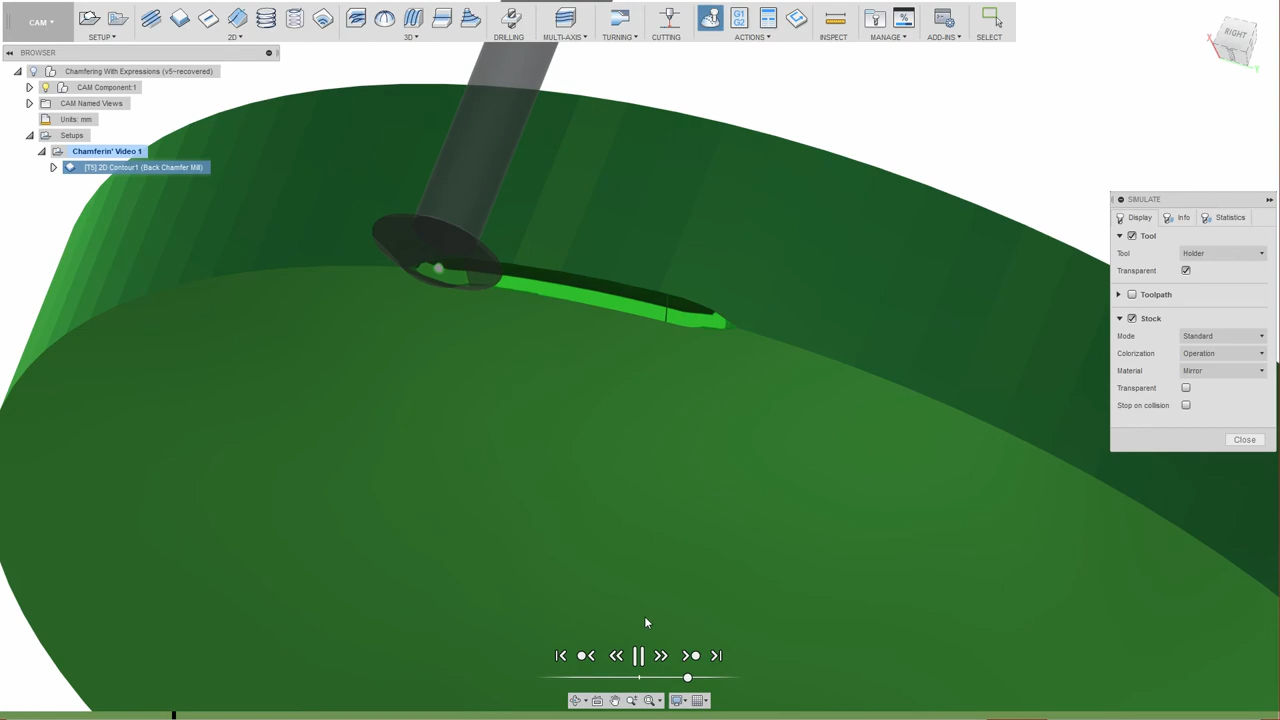 CAM
SETUP
2D
3D
DRILLING
MULTI-AXIS
TURNING
CUTTING
G1
G2
ACTIONS
INSPECT
MANAGE
ADD-INS
SELECT
BROWSER
Chamfering With Expressions (v5~recovered)
CAM Component:1
CAM Named Views
Units: mm
Setups
Chamferin' Video 1
[T5] 2D Contour1 (Back Chamfer Mill)
RIGHT
X
Y
SIMULATE
Display Info Statistics
Tool
Tool Holder
Transparent
Toolpath
Stock
Mode Standard
Colorization Operation
Material Mirror
Transparent
Stop on collision
Close